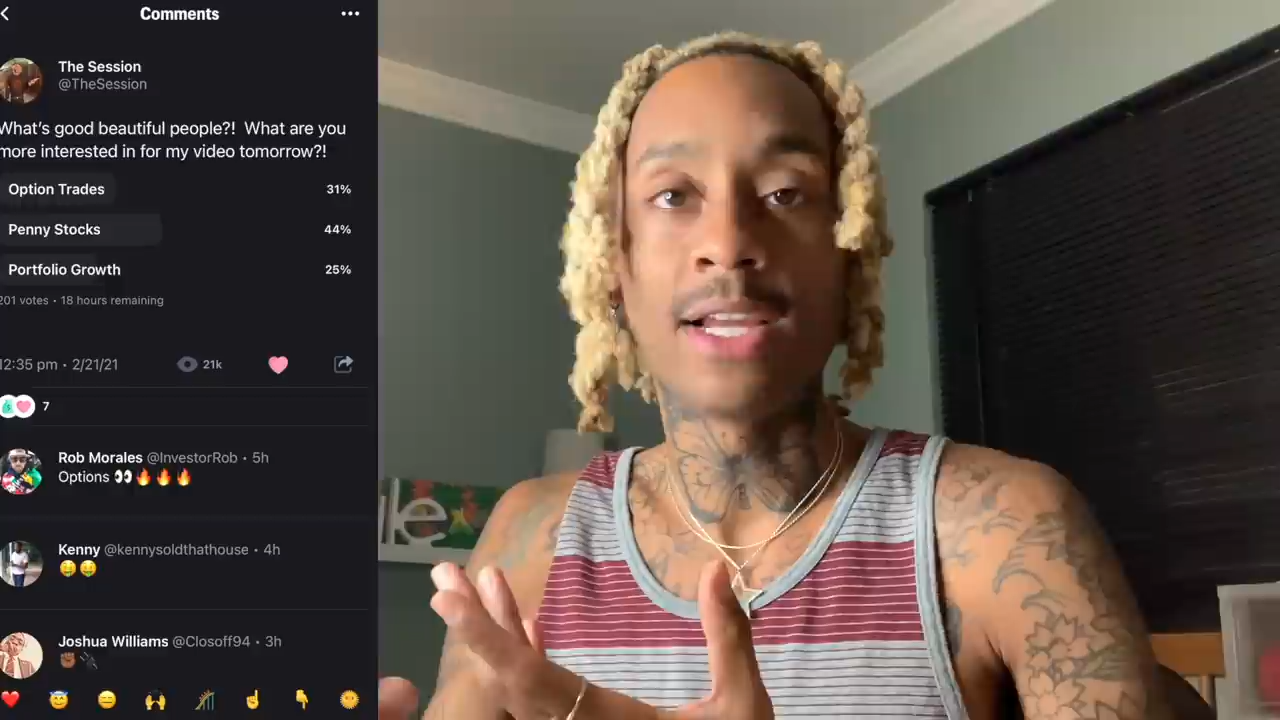 Comments
The Session
@TheSession
What's good beautiful people?! What are you
more interested in for my video tomorrow?!
Option Trades 31%
Penny Stocks 44%
Portfolio Growth 25%
201 votes • 18 hours remaining
12:35 pm • 2/21/21 21k
7
Rob Morales @InvestorRob • 5h
Options 👀🔥🔥🔥
Kenny @kennysoldthathouse • 4h
🤑🤑
Joshua Williams @Closoff94 • 3h